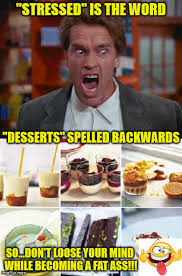 "STRESSED" IS THE WORD
"DESSERTS" SPELLED BACKWARDS
SO...DON'T LOOSE YOUR MIND
WHILE BECOMING A FAT ASS!!!